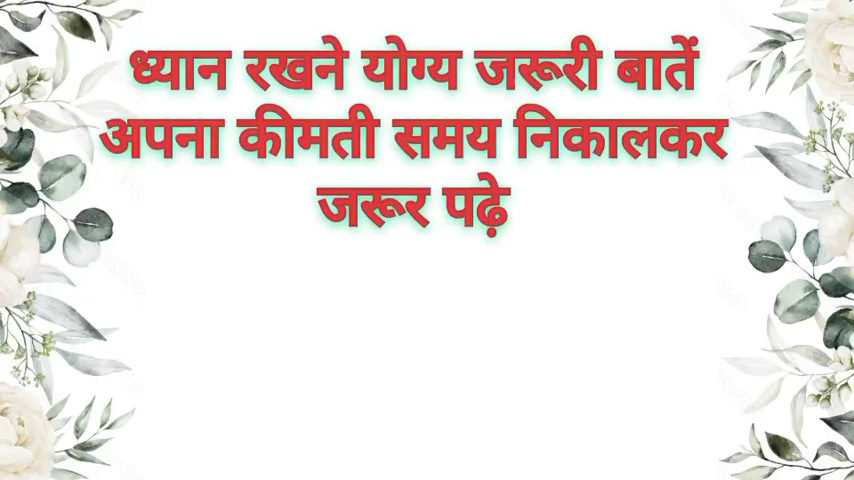 ध्यान रखने योग्य जरूरी बातें
अपना कीमती समय निकालकर
जरूर पढ़े